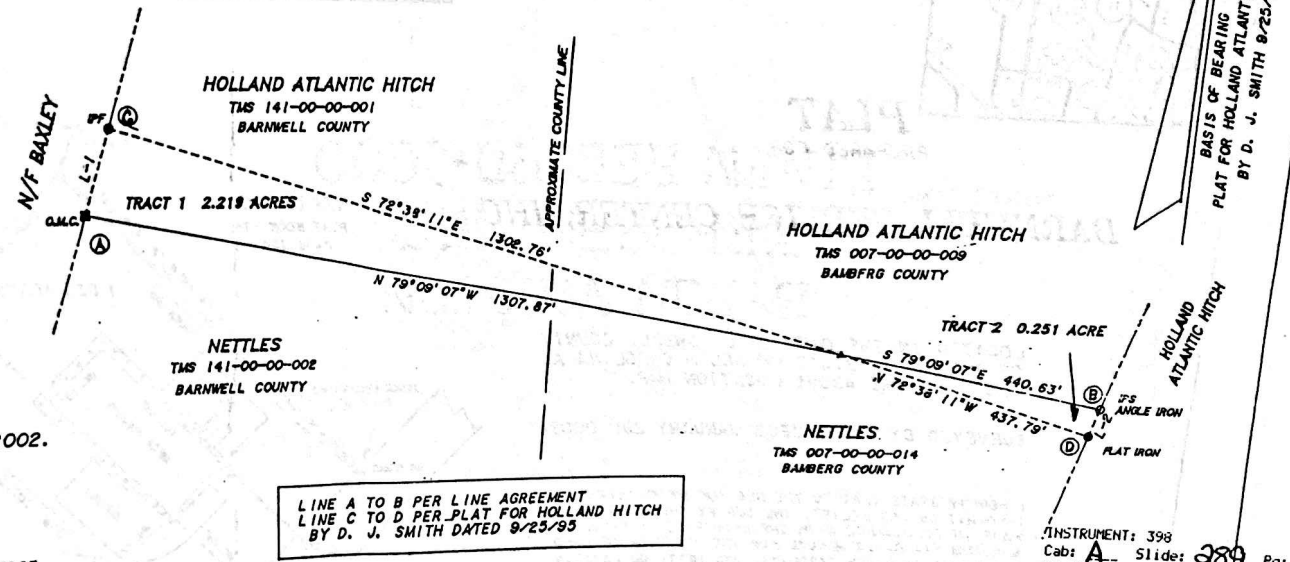 HOLLAND ATLANTIC HITCH
TMS 141-00-00-001
BARNWELL COUNTY
N/F BAXLEY
IPF
C
L-1
TRACT 1 2.219 ACRES
O.M.C.
A
S 72°38'11"E 1302.76'
N 79°09'07"W 1307.87'
APPROXIMATE COUNTY LINE
BASIS OF BEARING
PLAT FOR HOLLAND ATLANT
BY D. J. SMITH 9/25/
HOLLAND ATLANTIC HITCH
TMS 007-00-00-009
BAMBFRG COUNTY
TRACT 2 0.251 ACRE
HOLLAND
ATLANTIC HITCH
S 79°09'07"E 440.63'
N 72°38'11"W 437.79'
B
IFS
ANGLE IRON
D
FLAT IRON
NETTLES
TMS 141-00-00-002
BARNWELL COUNTY
NETTLES
TMS 007-00-00-014
BAMBERG COUNTY
2002.
LINE A TO B PER LINE AGREEMENT
LINE C TO D PER PLAT FOR HOLLAND HITCH
BY D. J. SMITH DATED 9/25/95
INSTRUMENT: 398
Cab: A Slide: 289 Pg:
PLAT